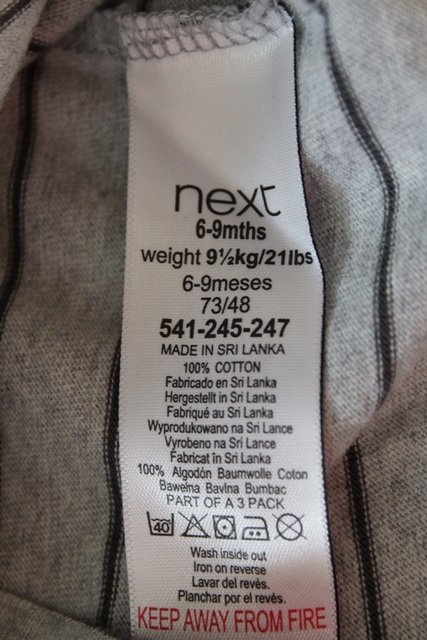 next
6-9mths
weight 9½kg/21lbs
6-9meses
73/48
541-245-247
MADE IN SRI LANKA
100% COTTON
Fabricado en Sri Lanka
Hergestellt in Sri Lanka
Fabriqué au Sri Lanka
Wyprodukowano na Sri Lance
Vyrobeno na Srí Lance
Fabricat în Sri Lanka
100% Algodón Baumwolle Coton
Bawełna Bavlna Bumbac
PART OF A 3 PACK
40
Wash inside out
Iron on reverse
Lavar del revés.
Planchar por el revés.
KEEP AWAY FROM FIRE